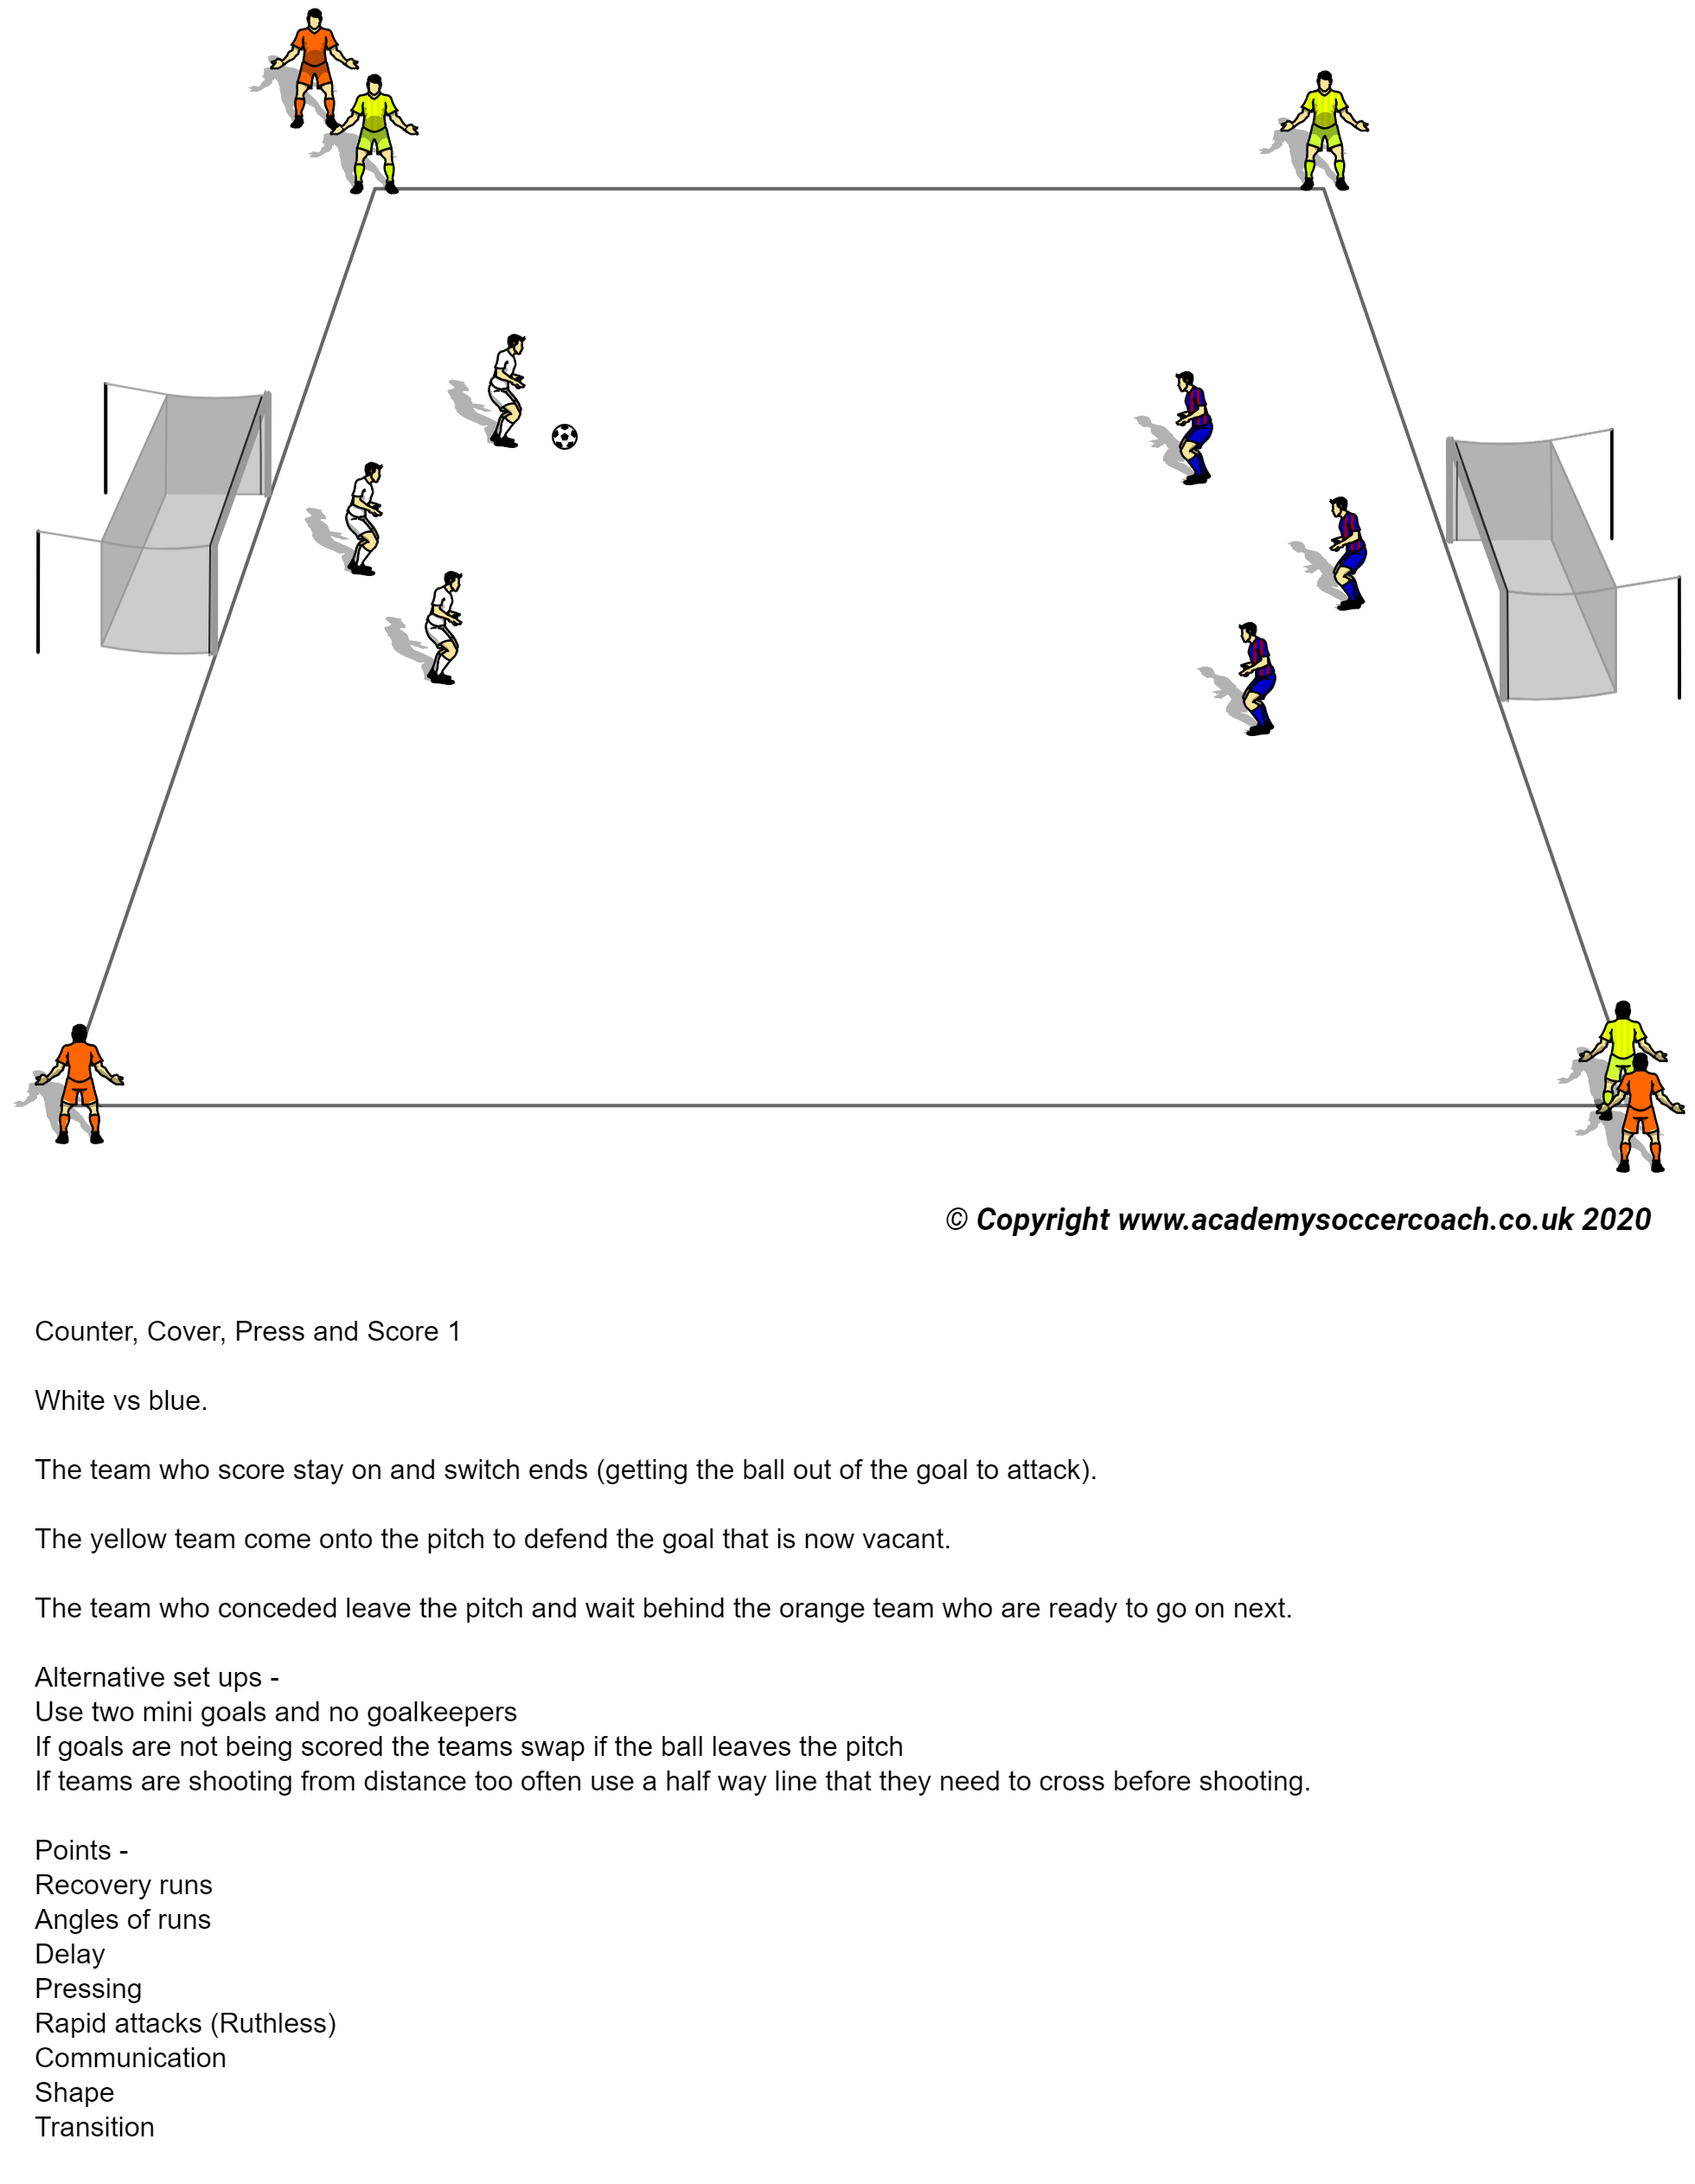 © Copyright www.academysoccercoach.co.uk 2020
Counter, Cover, Press and Score 1
White vs blue.
The team who score stay on and switch ends (getting the ball out of the goal to attack).
The yellow team come onto the pitch to defend the goal that is now vacant.
The team who conceded leave the pitch and wait behind the orange team who are ready to go on next.
Alternative set ups -
Use two mini goals and no goalkeepers
If goals are not being scored the teams swap if the ball leaves the pitch
If teams are shooting from distance too often use a half way line that they need to cross before shooting.
Points -
Recovery runs
Angles of runs
Delay
Pressing
Rapid attacks (Ruthless)
Communication
Shape
Transition